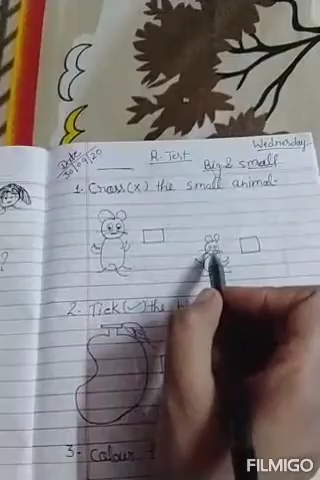 Wednesday
Date
30/09/20
R. Test
Big & small
1. Cross (x) the small animal.
?
2. Tick (✓) the
3- Colour
FILMIGO